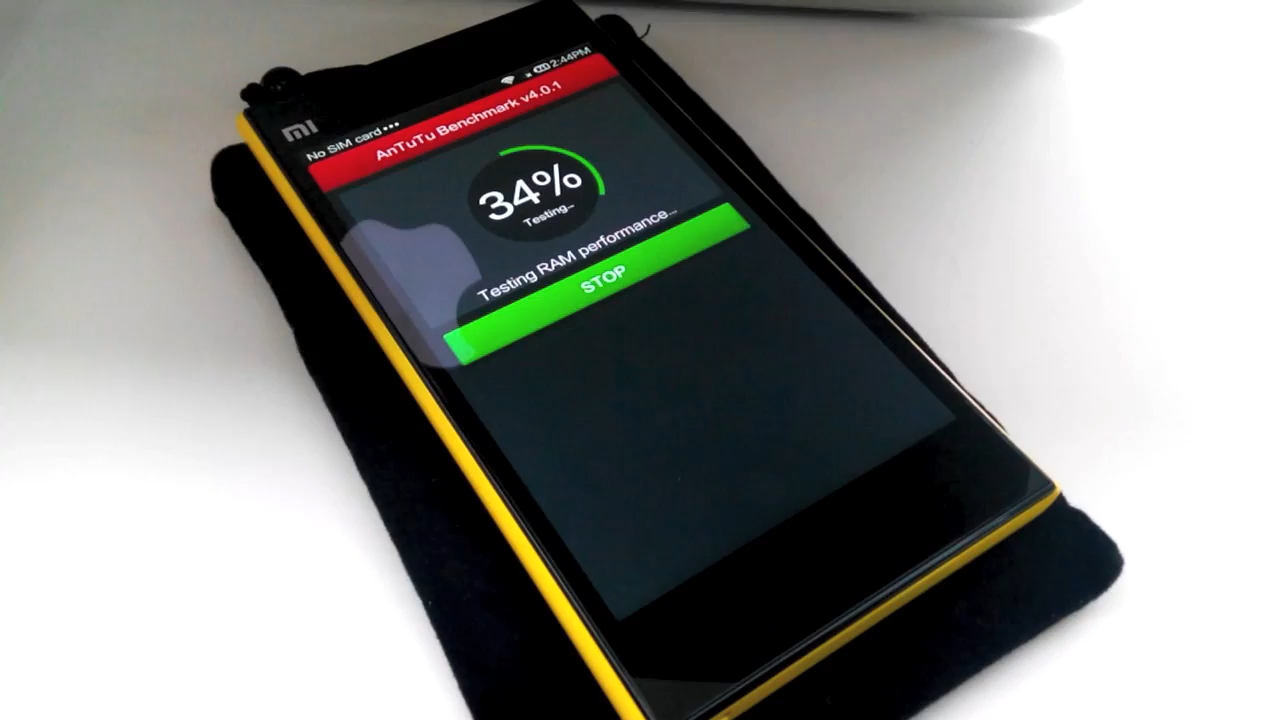 mi
No SIM card...
2:44PM
AnTuTu Benchmark v4.0.1
34%
Testing...
Testing RAM performance...
STOP